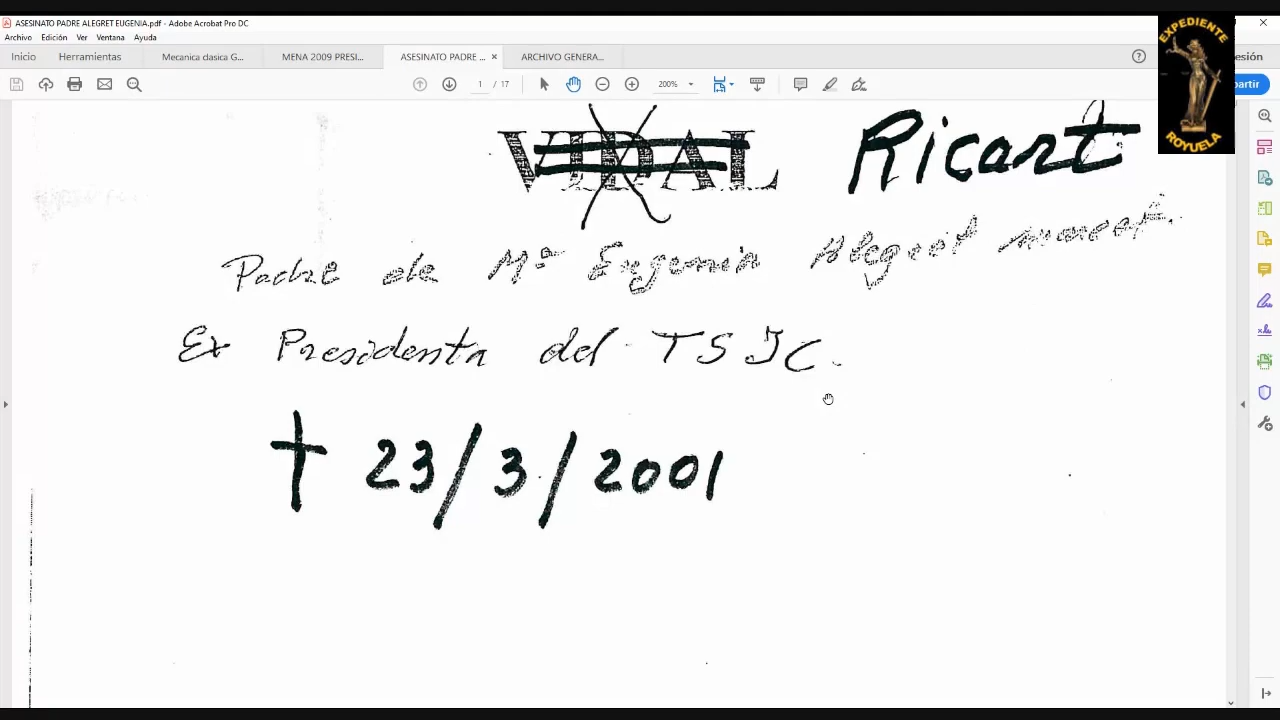 ASESINATO PADRE ALEGRET EUGENIA.pdf - Adobe Acrobat Pro DC
Archivo Edición Ver Ventana Ayuda
Inicio Herramientas Mecanica dasica G... MENA 2009 PRESI... ASESINATO PADRE ... × ARCHIVO GENERA... esión
1 / 17 200% partir
EXPEDIENTE
ROYUELA
VIDAL Ricart
Padre de Mª Eugenia Alegret
Ex Presidenta del TSJC.
† 23/3/2001